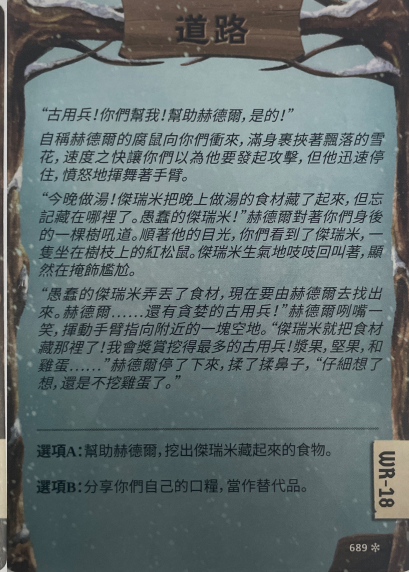 道路
“古用兵！你們幫我！幫助赫德爾，是的！”
自稱赫德爾的腐鼠向你們衝來，滿身裹挾著飄落的雪
花，速度之快讓你們以為他要發起攻擊，但他迅速停
住，憤怒地揮舞著手臂。
“今晚做湯！傑瑞米把晚上做湯的食材藏了起來，但忘
記藏在哪裡了。愚蠢的傑瑞米！”赫德爾對著你們身後
的一棵樹吼道。順著他的目光，你們看到了傑瑞米，一
隻坐在樹枝上的紅松鼠。傑瑞米生氣地吱吱回叫著，顯
然在掩飾尷尬。
“愚蠢的傑瑞米弄丟了食材，現在要由赫德爾去找出
來。赫德爾……還有貪婪的古用兵！”赫德爾咧嘴一
笑，揮動手臂指向附近的一塊空地。“傑瑞米就把食材
藏那裡了！我會獎賞挖得最多的古用兵！漿果，堅果，和
雞蛋……”赫德爾停了下來，揉了揉鼻子，“仔細想了
想，還是不挖雞蛋了。”
選項A：幫助赫德爾，挖出傑瑞米藏起來的食物。
選項B：分享你們自己的口糧，當作替代品。
WR-18
689